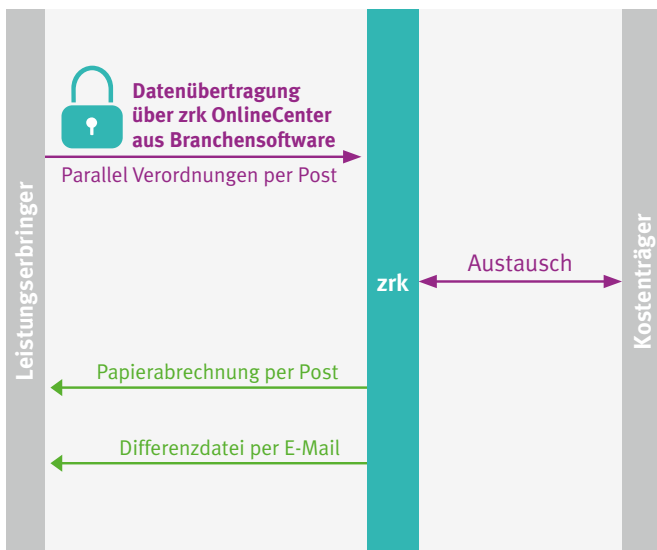 Datenübertragung
über zrk OnlineCenter
aus Branchensoftware
Parallel Verordnungen per Post
Leistungserbringer
zrk
Austausch
Kostenträger
Papierabrechnung per Post
Differenzdatei per E-Mail